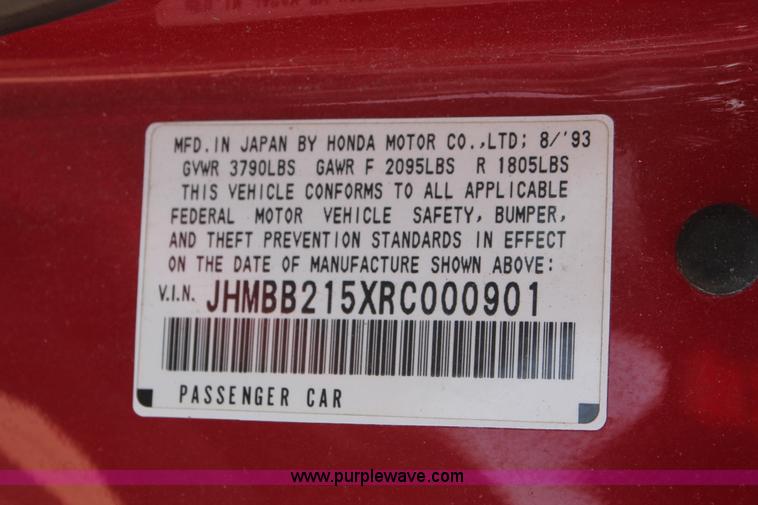 MFD.IN JAPAN BY HONDA MOTOR CO.,LTD; 8/'93
GVWR 3790LBS GAWR F 2095LBS R 1805LBS
THIS VEHICLE CONFORMS TO ALL APPLICABLE
FEDERAL MOTOR VEHICLE SAFETY, BUMPER,
AND THEFT PREVENTION STANDARDS IN EFFECT
ON THE DATE OF MANUFACTURE SHOWN ABOVE:
V.I.N. JHMBB215XRC000901
PASSENGER CAR
www.purplewave.com